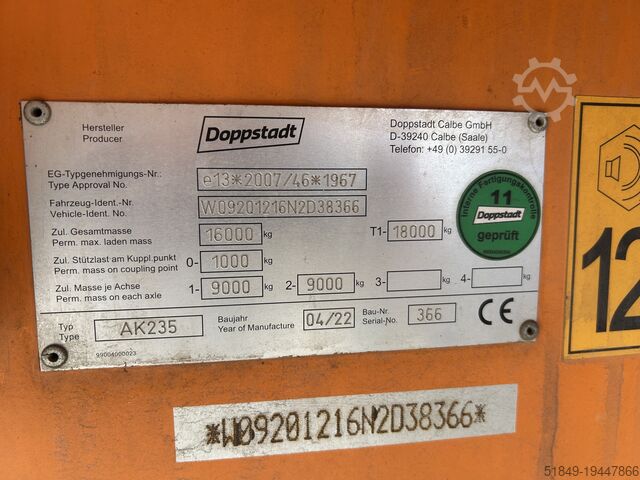 Hersteller
Producer
Doppstadt
Doppstadt Calbe GmbH
D-39240 Calbe (Saale)
Telefon: +49 (0) 39291 55-0
EG-Typgenehmigungs-Nr.:
Type Approval No.
e13*2007/46*1967
Fahrzeug-Ident.-Nr.
Vehicle-Ident. No.
W09201216N2D38366
Zul. Gesamtmasse
Perm. max. laden mass
16000 kg
T1- 18000 kg
Zul. Stützlast am Kuppl.punkt
Perm. mass on coupling point
0- 1000 kg
Zul. Masse je Achse
Perm. mass on each axle
1- 9000 kg 2- 9000 kg 3- kg 4- kg
Typ
Type
AK235
Baujahr
Year of Manufacture
04/22
Bau-Nr.
Serial-No.
366
CE
99004000023
Interne Fertigungskontrolle
11
Doppstadt
geprüft
12
*W09201216N2D38366*
51849-19447866